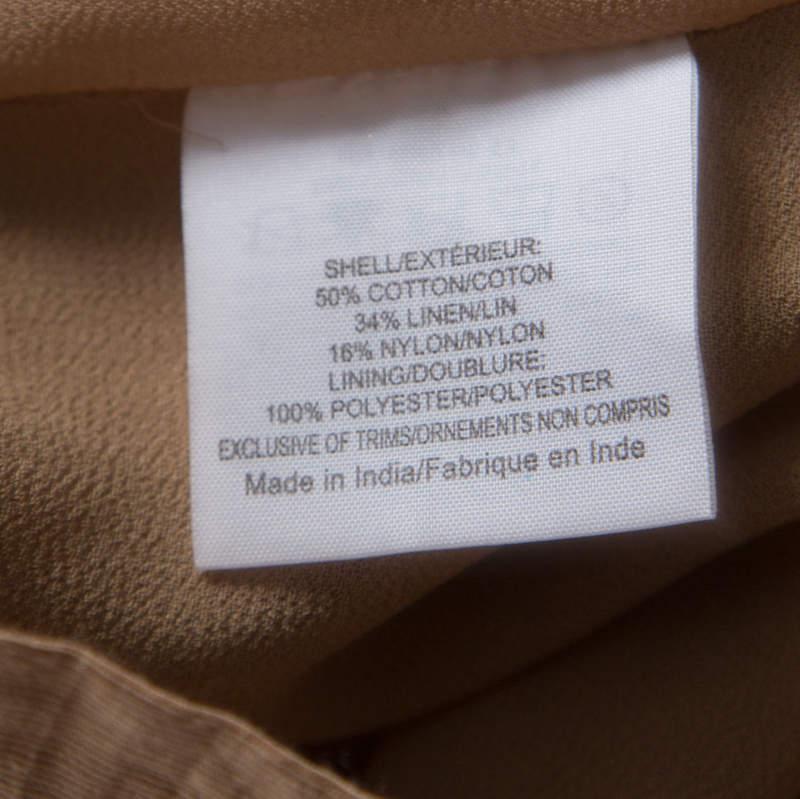 SHELL/EXTÉRIEUR:
50% COTTON/COTON
34% LINEN/LIN
16% NYLON/NYLON
LINING/DOUBLURE:
100% POLYESTER/POLYESTER
EXCLUSIVE OF TRIMS/ORNEMENTS NON COMPRIS
Made in India/Fabrique en Inde